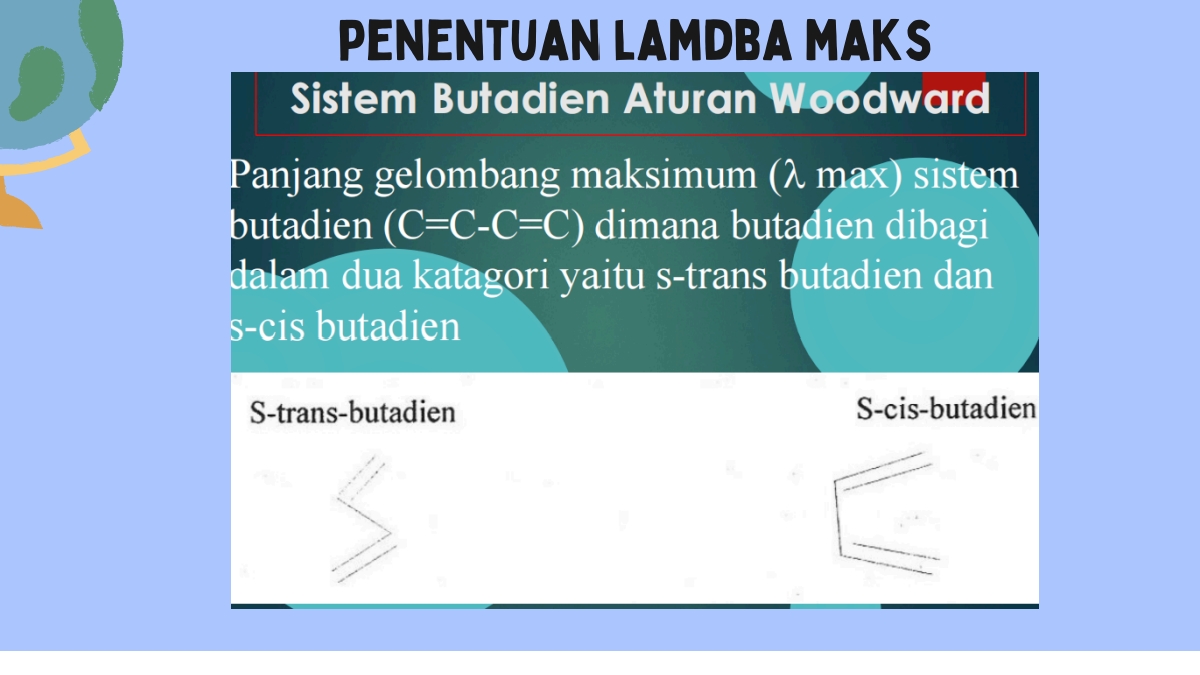 PENENTUAN LAMDBA MAKS
Sistem Butadien Aturan Woodward
Panjang gelombang maksimum (λ max) sistem
butadien (C=C-C=C) dimana butadien dibagi
dalam dua katagori yaitu s-trans butadien dan
s-cis butadien
S-trans-butadien
S-cis-butadien